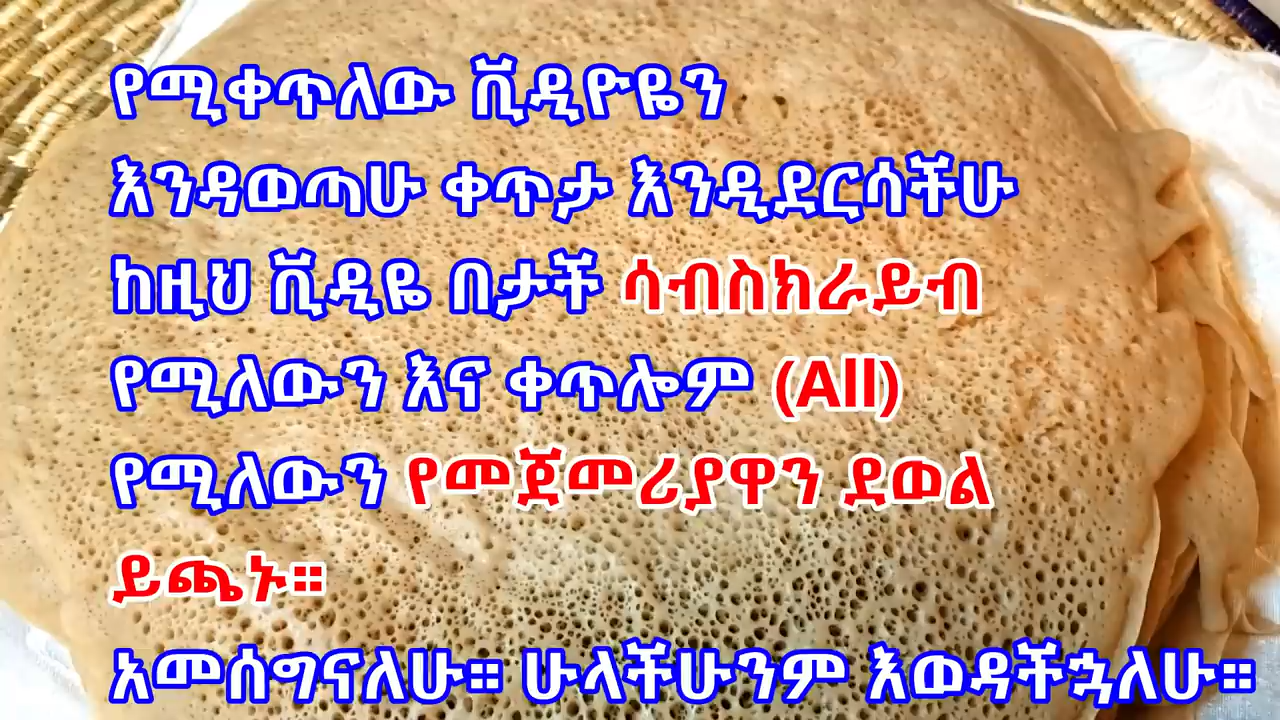 የሚቀጥለው ቪዲዮዬን
እንዳወጣሁ ቀጥታ እንዲደርሳችሁ
ከዚህ ቪዲዬ በታች ሳብስክራይብ
የሚለውን እና ቀጥሎም (All)
የሚለውን የመጀመሪያዋን ደወል
ይጫኑ።
አመሰግናለሁ። ሁላችሁንም እወዳችኋለሁ።